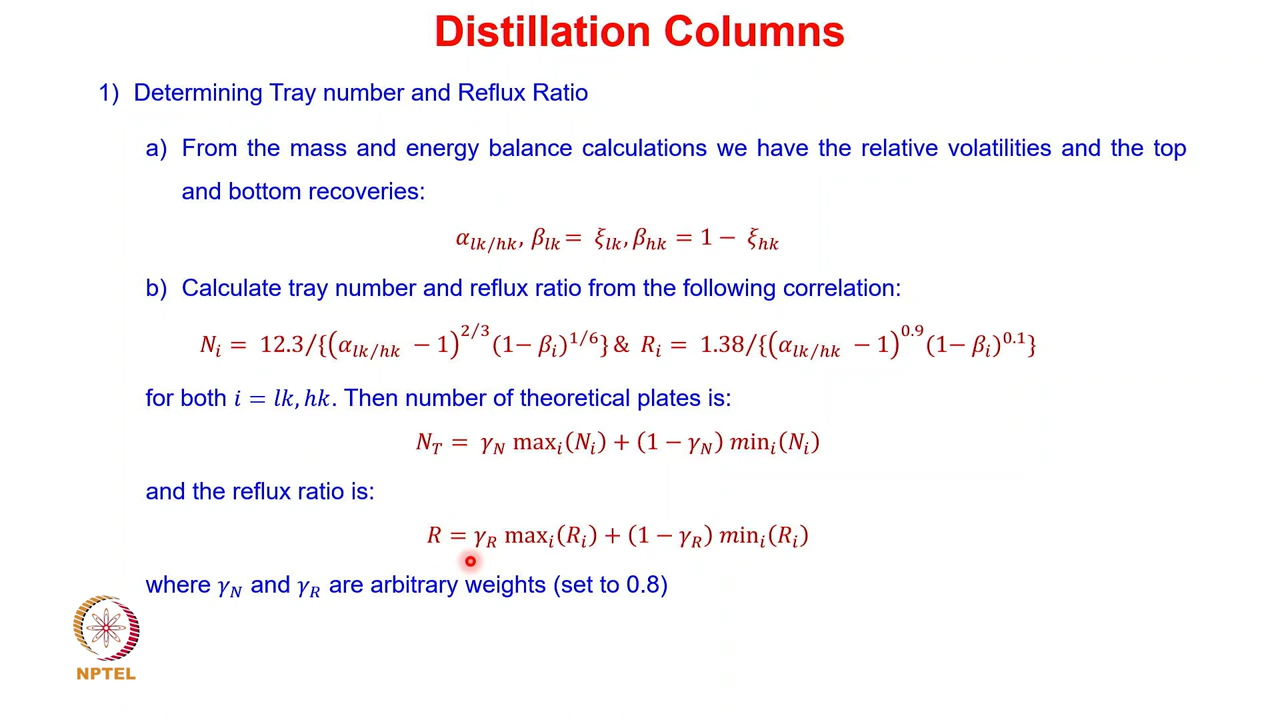 Distillation Columns
1) Determining Tray number and Reflux Ratio
a) From the mass and energy balance calculations we have the relative volatilities and the top
and bottom recoveries:
α_{lk/hk}, β_{lk} = ξ_{lk}, β_{hk} = 1 − ξ_{hk}
b) Calculate tray number and reflux ratio from the following correlation:
N_i = 12.3/{(α_{lk/hk} − 1)^{2/3}(1− β_i)^{1/6}} & R_i = 1.38/{(α_{lk/hk} − 1)^{0.9}(1− β_i)^{0.1}}
for both i = lk, hk. Then number of theoretical plates is:
N_T = γ_N max_i(N_i) + (1 − γ_N) min_i(N_i)
and the reflux ratio is:
R = γ_R max_i(R_i) + (1 − γ_R) min_i(R_i)
where γ_N and γ_R are arbitrary weights (set to 0.8)
NPTEL